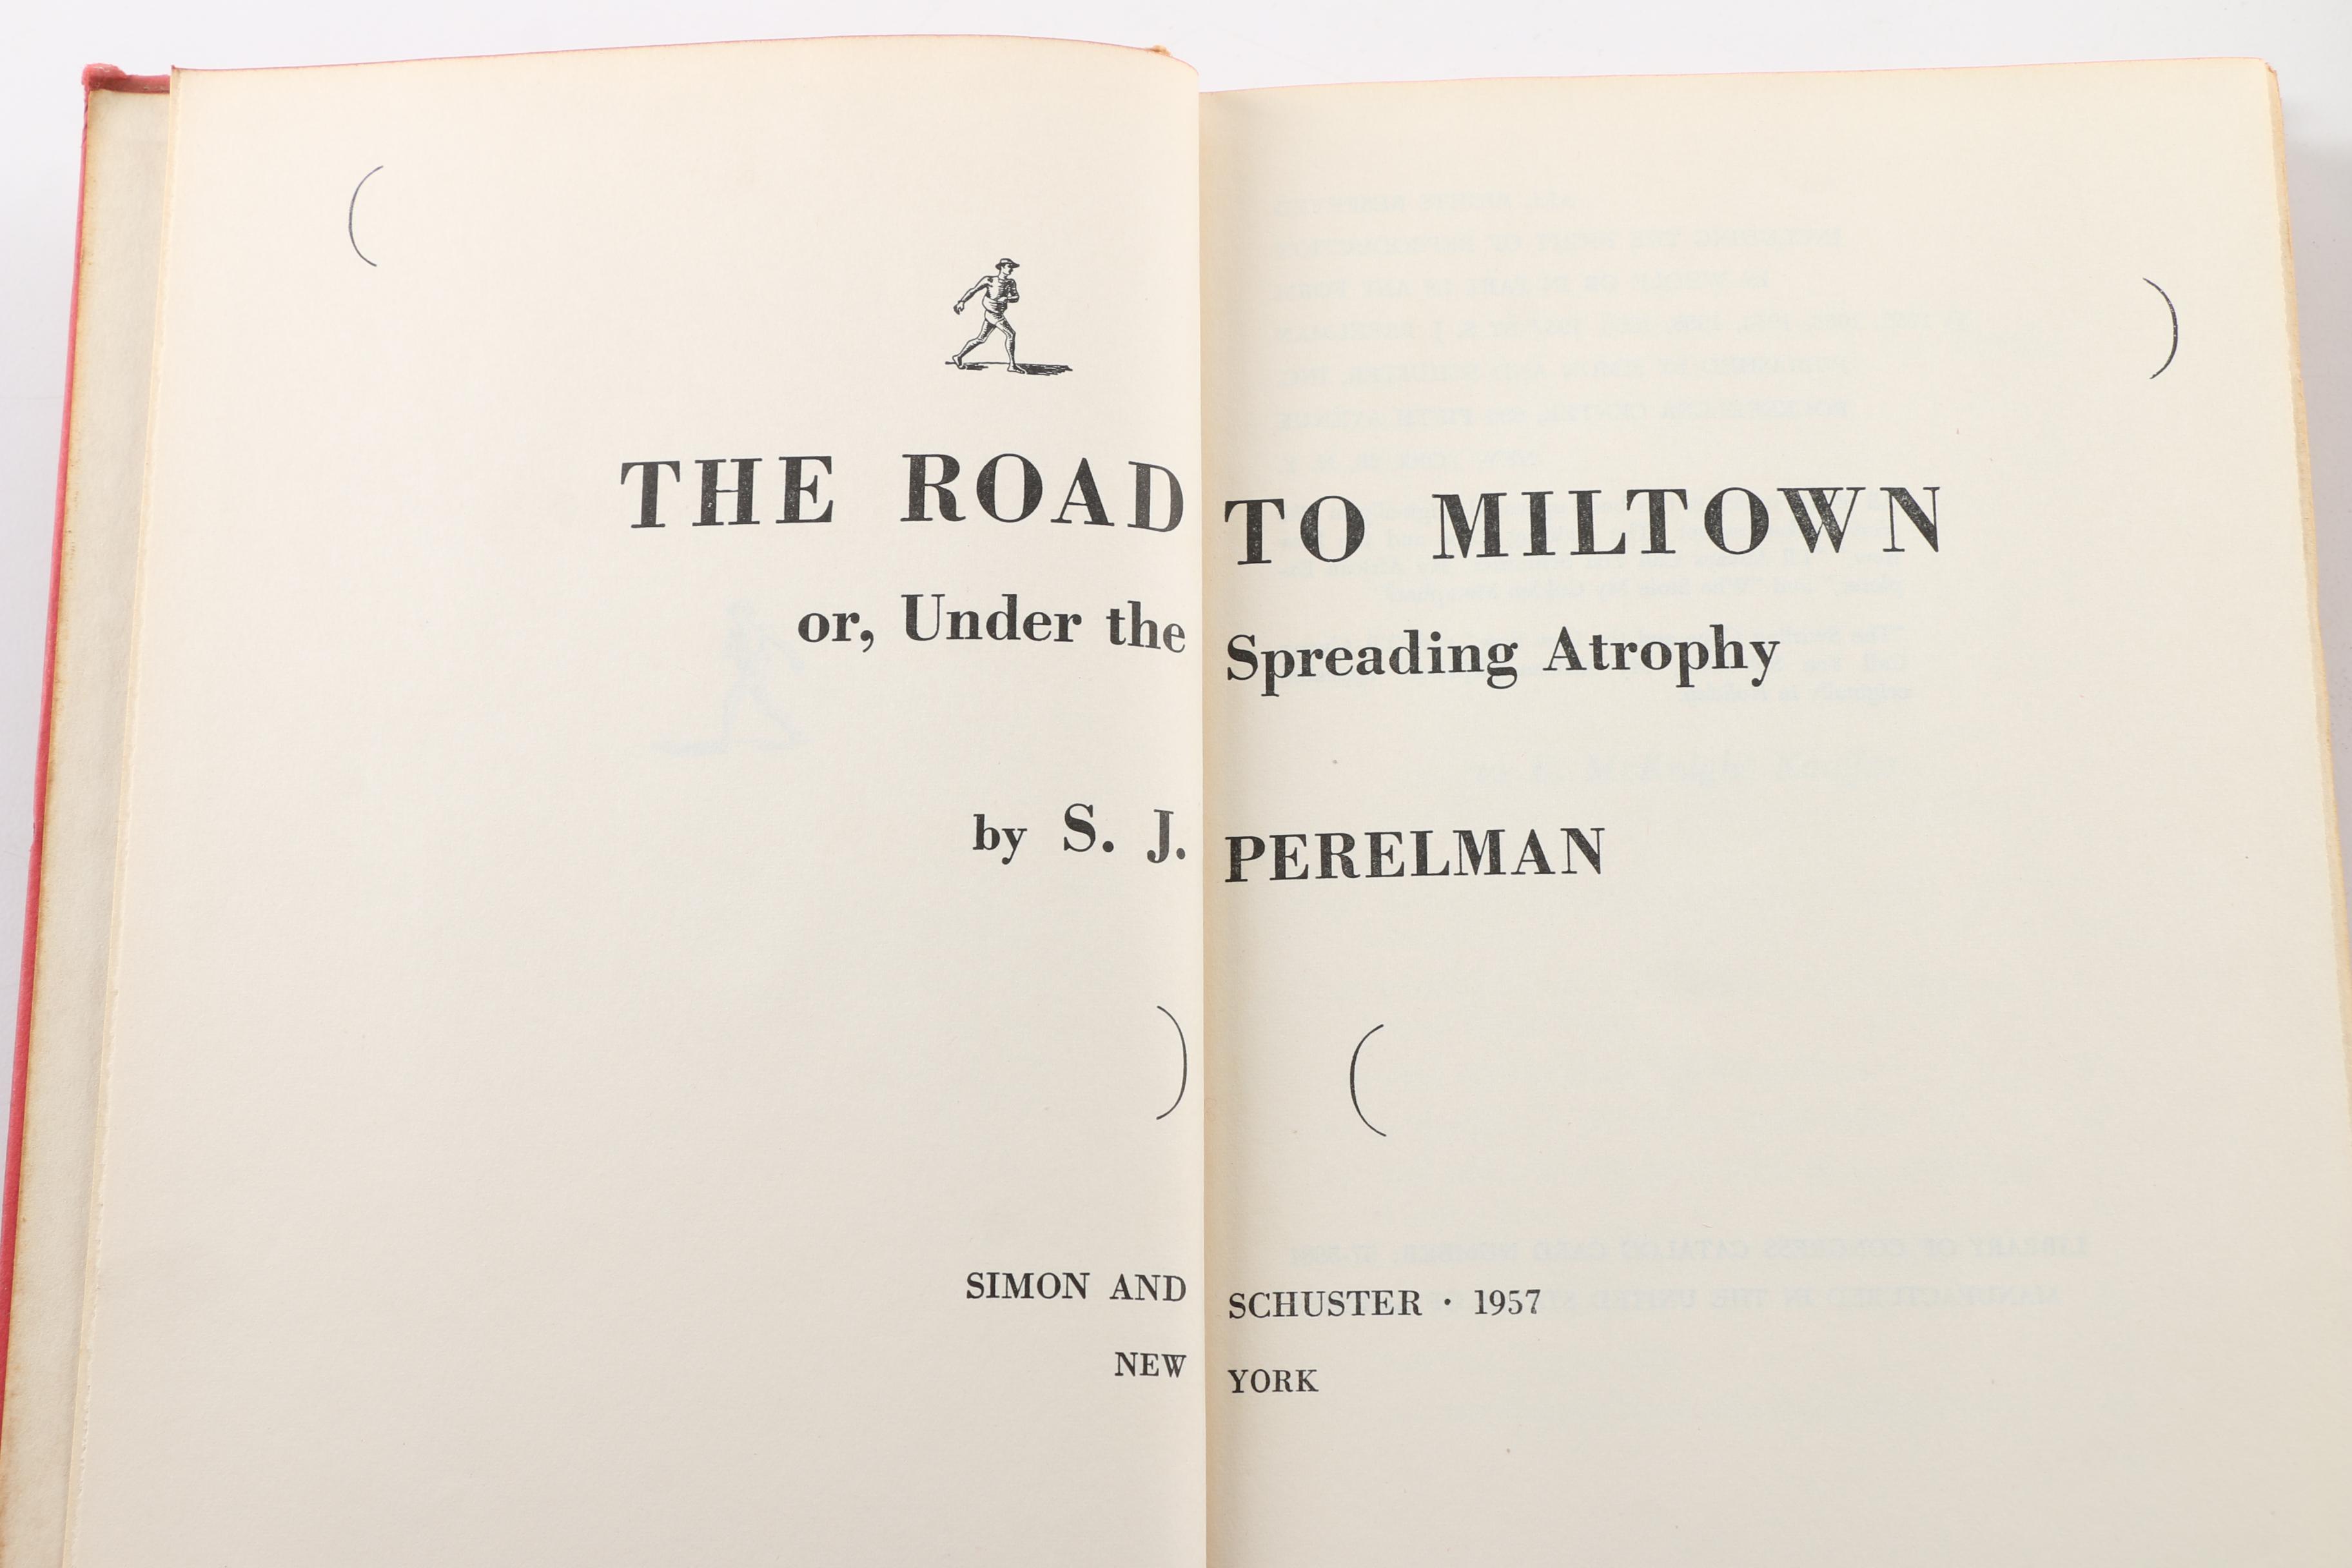 THE ROAD TO MILTOWN
or, Under the Spreading Atrophy
by S. J. PERELMAN
SIMON AND SCHUSTER · 1957
NEW YORK